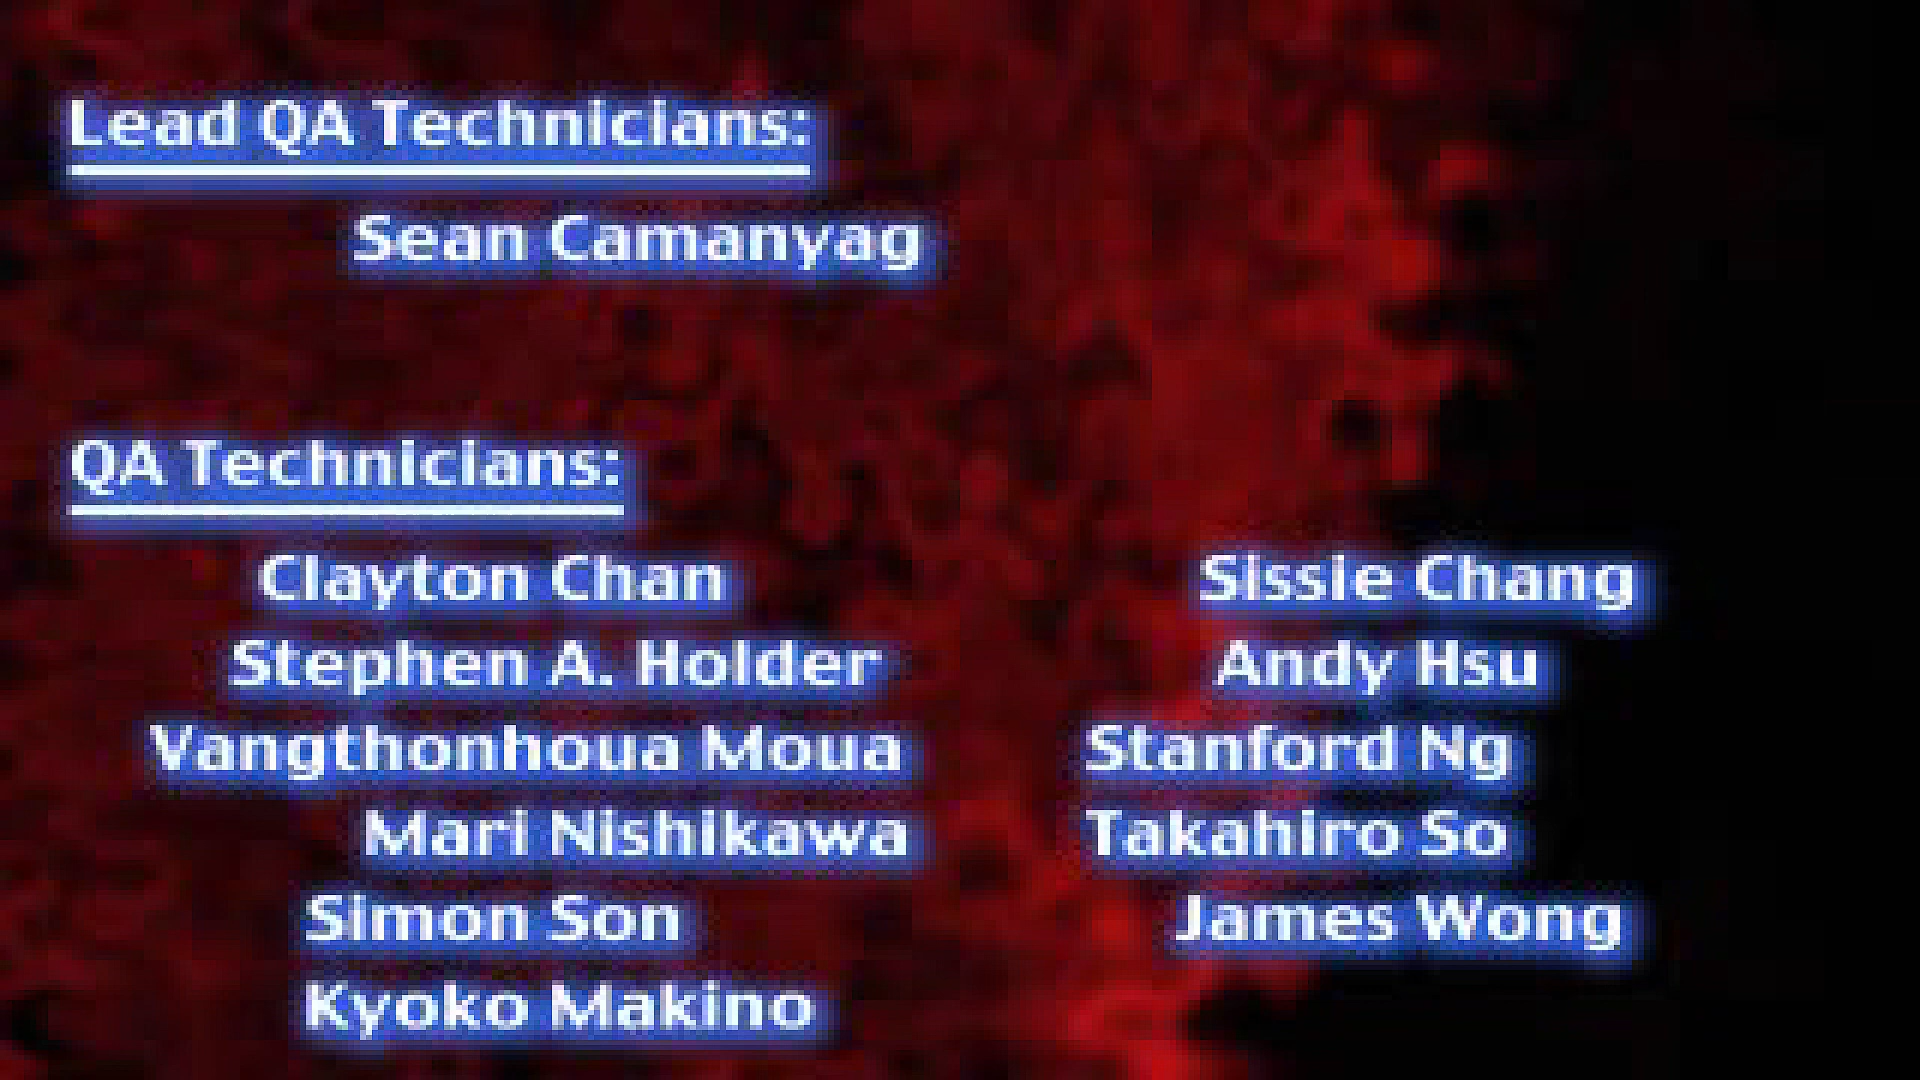 Lead QA Technicians:
Sean Camanyag
QA Technicians:
Clayton Chan Sissie Chang
Stephen A. Holder Andy Hsu
Vangthonhoua Moua Stanford Ng
Mari Nishikawa Takahiro So
Simon Son James Wong
Kyoko Makino